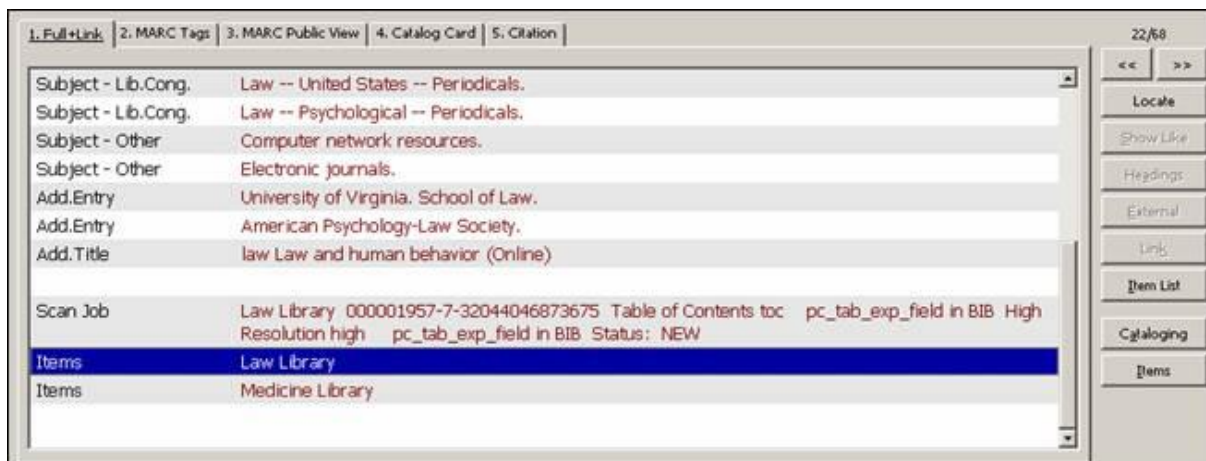 1. Full+Link 2. MARC Tags 3. MARC Public View 4. Catalog Card 5. Citation
22/68
<< >>
Subject - Lib.Cong. Law -- United States -- Periodicals.
Subject - Lib.Cong. Law -- Psychological -- Periodicals.
Subject - Other Computer network resources.
Subject - Other Electronic journals.
Add.Entry University of Virginia. School of Law.
Add.Entry American Psychology-Law Society.
Add.Title law Law and human behavior (Online)
Scan Job Law Library 000001957-7-32044046873675 Table of Contents toc pc_tab_exp_field in BIB High
Resolution high pc_tab_exp_field in BIB Status: NEW
Items Law Library
Items Medicine Library
Locate
Show Like
Headings
External
Link
Item List
Cataloging
Items